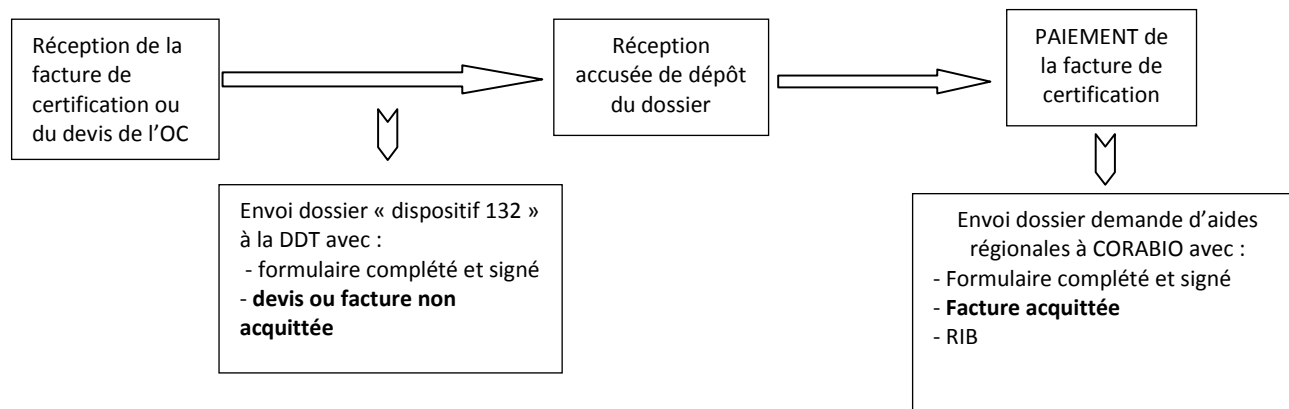 Réception de la
facture de
certification ou
du devis de l’OC
Réception
accusée de dépôt
du dossier
PAIEMENT de
la facture de
certification
Envoi dossier « dispositif 132 »
à la DDT avec :
- formulaire complété et signé
- devis ou facture non
acquittée
Envoi dossier demande d’aides
régionales à CORABIO avec :
- Formulaire complété et signé
- Facture acquittée
- RIB